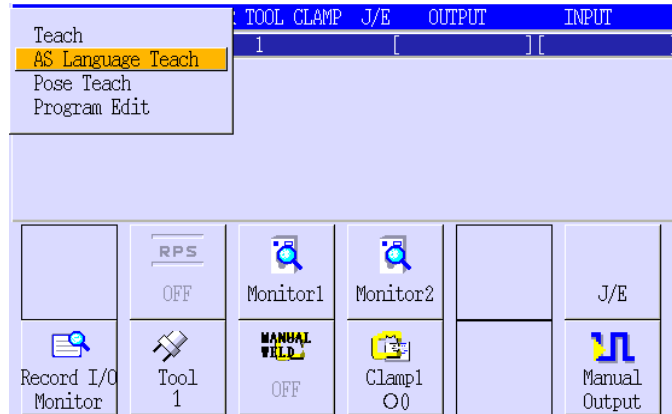 Teach
AS Language Teach
Pose Teach
Program Edit
: TOOL CLAMP J/E OUTPUT INPUT
1 [ ][
RPS
OFF
Monitor1
Monitor2
J/E
Record I/O
Monitor
Tool
1
MANUAL
WELD
OFF
Clamp1
O0
Manual
Output